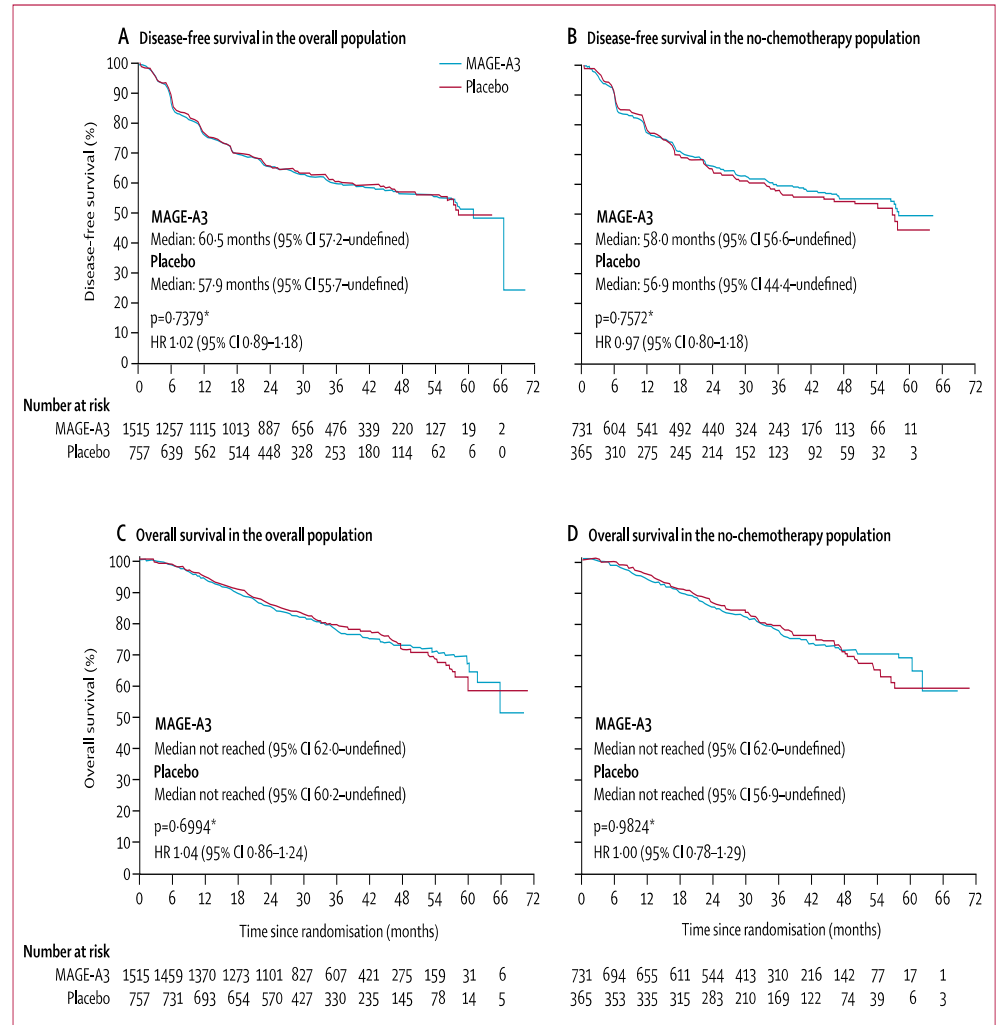 A Disease-free survival in the overall population
MAGE-A3
Placebo
Disease-free survival (%)
100
90
80
70
60
50
40
30
20
10
0
MAGE-A3
Median: 60·5 months (95% CI 57·2–undefined)
Placebo
Median: 57·9 months (95% CI 55·7–undefined)
p=0·7379*
HR 1·02 (95% CI 0·89–1·18)
0 6 12 18 24 30 36 42 48 54 60 66 72
B Disease-free survival in the no-chemotherapy population
MAGE-A3
Median: 58·0 months (95% CI 56·6–undefined)
Placebo
Median: 56·9 months (95% CI 44·4–undefined)
p=0·7572*
HR 0·97 (95% CI 0·80–1·18)
0 6 12 18 24 30 36 42 48 54 60 66 72
Number at risk
MAGE-A3 1515 1257 1115 1013 887 656 476 339 220 127 19 2
Placebo 757 639 562 514 448 328 253 180 114 62 6 0
731 604 541 492 440 324 243 176 113 66 11
365 310 275 245 214 152 123 92 59 32 3
C Overall survival in the overall population
Overall survival (%)
100
90
80
70
60
50
40
30
20
10
0
MAGE-A3
Median not reached (95% CI 62·0–undefined)
Placebo
Median not reached (95% CI 60·2–undefined)
p=0·6994*
HR 1·04 (95% CI 0·86–1·24)
0 6 12 18 24 30 36 42 48 54 60 66 72
Time since randomisation (months)
D Overall survival in the no-chemotherapy population
MAGE-A3
Median not reached (95% CI 62·0–undefined)
Placebo
Median not reached (95% CI 56·9–undefined)
p=0·9824*
HR 1·00 (95% CI 0·78–1·29)
0 6 12 18 24 30 36 42 48 54 60 66 72
Time since randomisation (months)
Number at risk
MAGE-A3 1515 1459 1370 1273 1101 827 607 421 275 159 31 6
Placebo 757 731 693 654 570 427 330 235 145 78 14 5
731 694 655 611 544 413 310 216 142 77 17 1
365 353 335 315 283 210 169 122 74 39 6 3